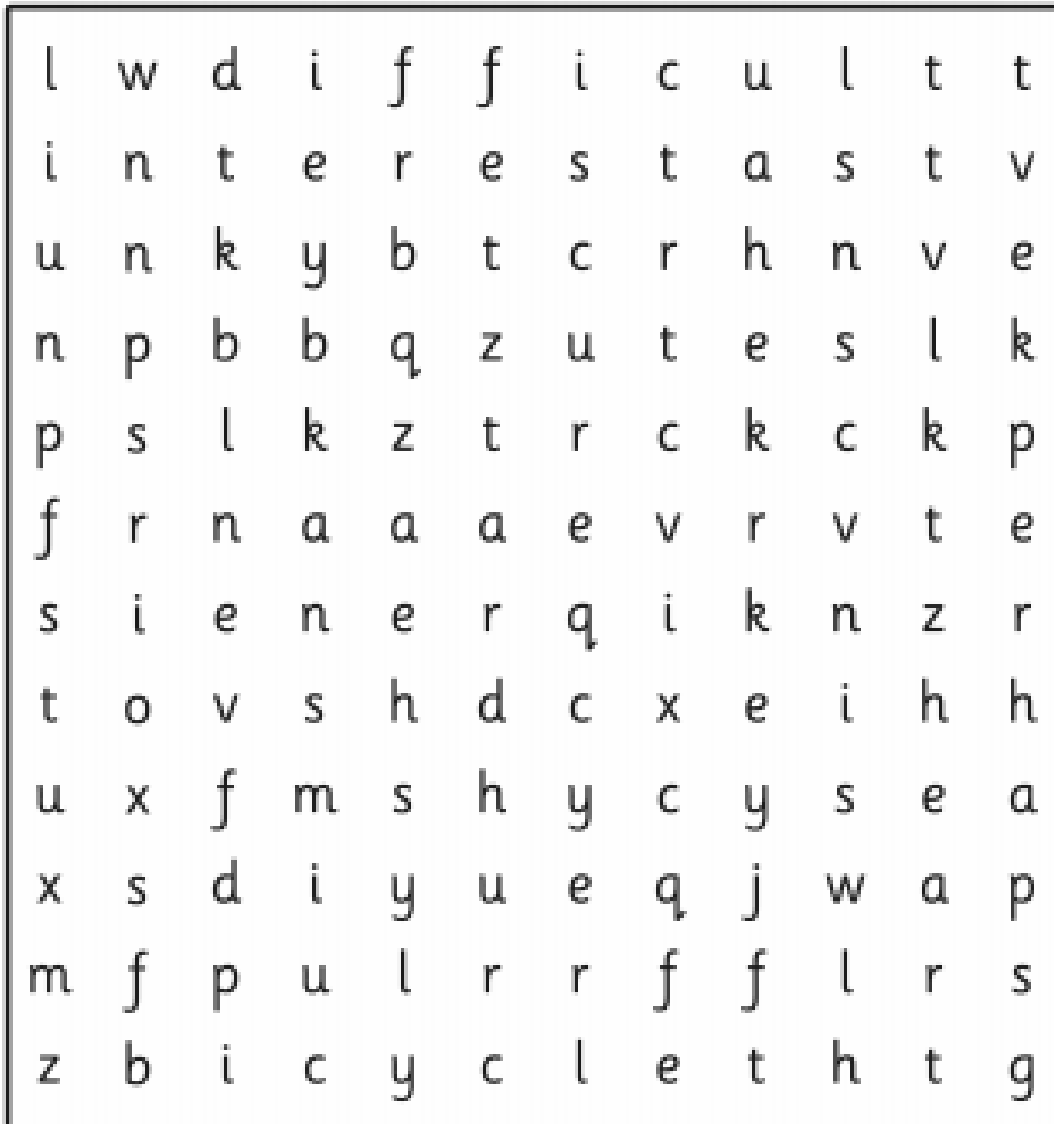 l w d i f f i c u l t t
i n t e r e s t a s t v
u n k y b t c r h n v e
n p b b q z u t e s l k
p s l k z t r c k c k p
f r n a a a e v r v t e
s i e n e r q i k n z r
t o v s h d c x e i h h
u x f m s h y c y s e a
x s d i y u e q j w a p
m f p u l r r f f l r s
z b i c y c l e t h t g